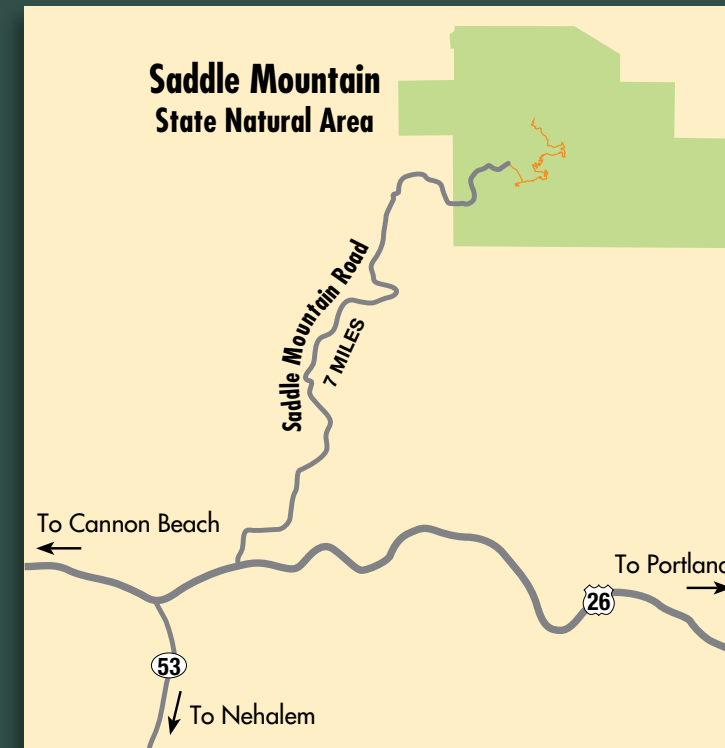 Saddle Mountain
State Natural Area
Saddle Mountain Road
7 MILES
To Cannon Beach
To Portland
26
53
To Nehalem